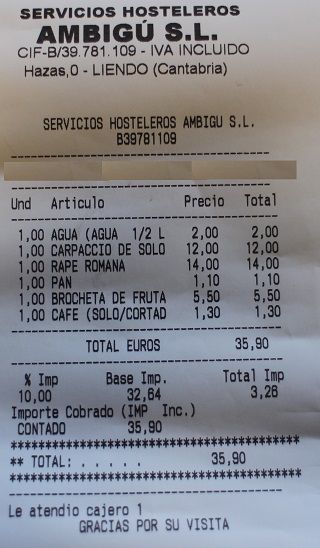 SERVICIOS HOSTELEROS
AMBIGÚ S.L.
CIF-B/39.781.109 - IVA INCLUIDO
Hazas,0 - LIENDO (Cantabria)
SERVICIOS HOSTELEROS AMBIGU S.L.
B39781109
Und Articulo Precio Total
1,00 AGUA (AGUA 1/2 L 2,00 2,00
1,00 CARPACCIO DE SOLO 12,00 12,00
1,00 RAPE ROMANA 14,00 14,00
1,00 PAN 1,10 1,10
1,00 BROCHETA DE FRUTA 5,50 5,50
1,00 CAFE (SOLO/CORTAD 1,30 1,30
TOTAL EUROS 35,90
% Imp Base Imp. Total Imp
10,00 32,64 3,26
Importe Cobrado (IMP Inc.)
CONTADO 35,90
******************************************
** TOTAL: . . . . . 35,90
******************************************
Le atendio cajero 1
GRACIAS POR SU VISITA